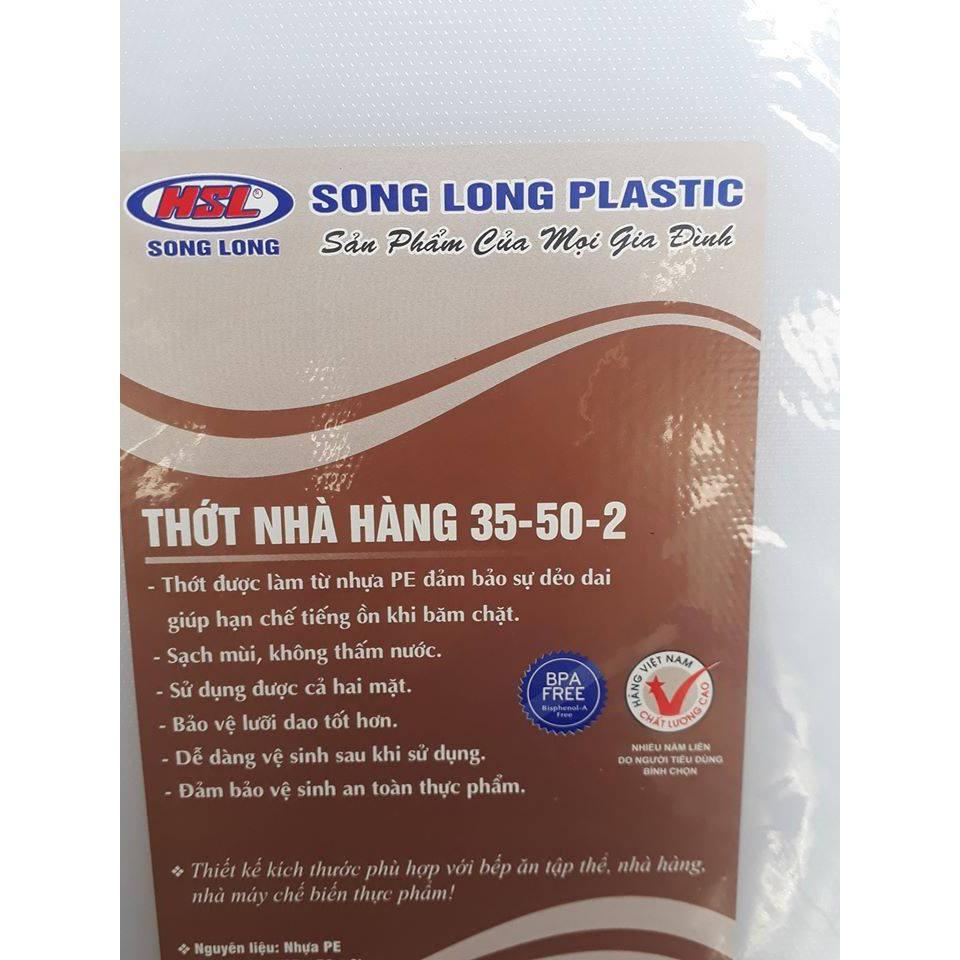 HSL®
SONG LONG
SONG LONG PLASTIC
Sản Phẩm Của Mọi Gia Đình
THỚT NHÀ HÀNG 35-50-2
- Thớt được làm từ nhựa PE đảm bảo sự dẻo dai
giúp hạn chế tiếng ồn khi băm chặt.
- Sạch mùi, không thấm nước.
- Sử dụng được cả hai mặt.
- Bảo vệ lưỡi dao tốt hơn.
- Dễ dàng vệ sinh sau khi sử dụng.
- Đảm bảo vệ sinh an toàn thực phẩm.
BPA
FREE
Bisphenol-A
Free
HÀNG VIỆT NAM
CHẤT LƯỢNG CAO
NHIỀU NĂM LIỀN
DO NGƯỜI TIÊU DÙNG
BÌNH CHỌN
❖ Thiết kế kích thước phù hợp với bếp ăn tập thể, nhà hàng,
nhà máy chế biến thực phẩm!
❖ Nguyên liệu: Nhựa PE